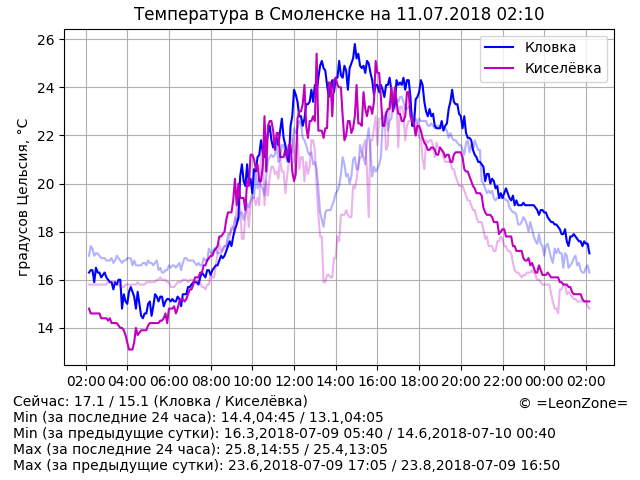 Температура в Смоленске на 11.07.2018 02:10
Кловка
Киселёвка
градусов Цельсия, °C
26
24
22
20
18
16
14
02:00 04:00 06:00 08:00 10:00 12:00 14:00 16:00 18:00 20:00 22:00 00:00 02:00
Сейчас: 17.1 / 15.1 (Кловка / Киселёвка)
© =LeonZone=
Min (за последние 24 часа): 14.4,04:45 / 13.1,04:05
Min (за предыдущие сутки): 16.3,2018-07-09 05:40 / 14.6,2018-07-10 00:40
Max (за последние 24 часа): 25.8,14:55 / 25.4,13:05
Max (за предыдущие сутки): 23.6,2018-07-09 17:05 / 23.8,2018-07-09 16:50